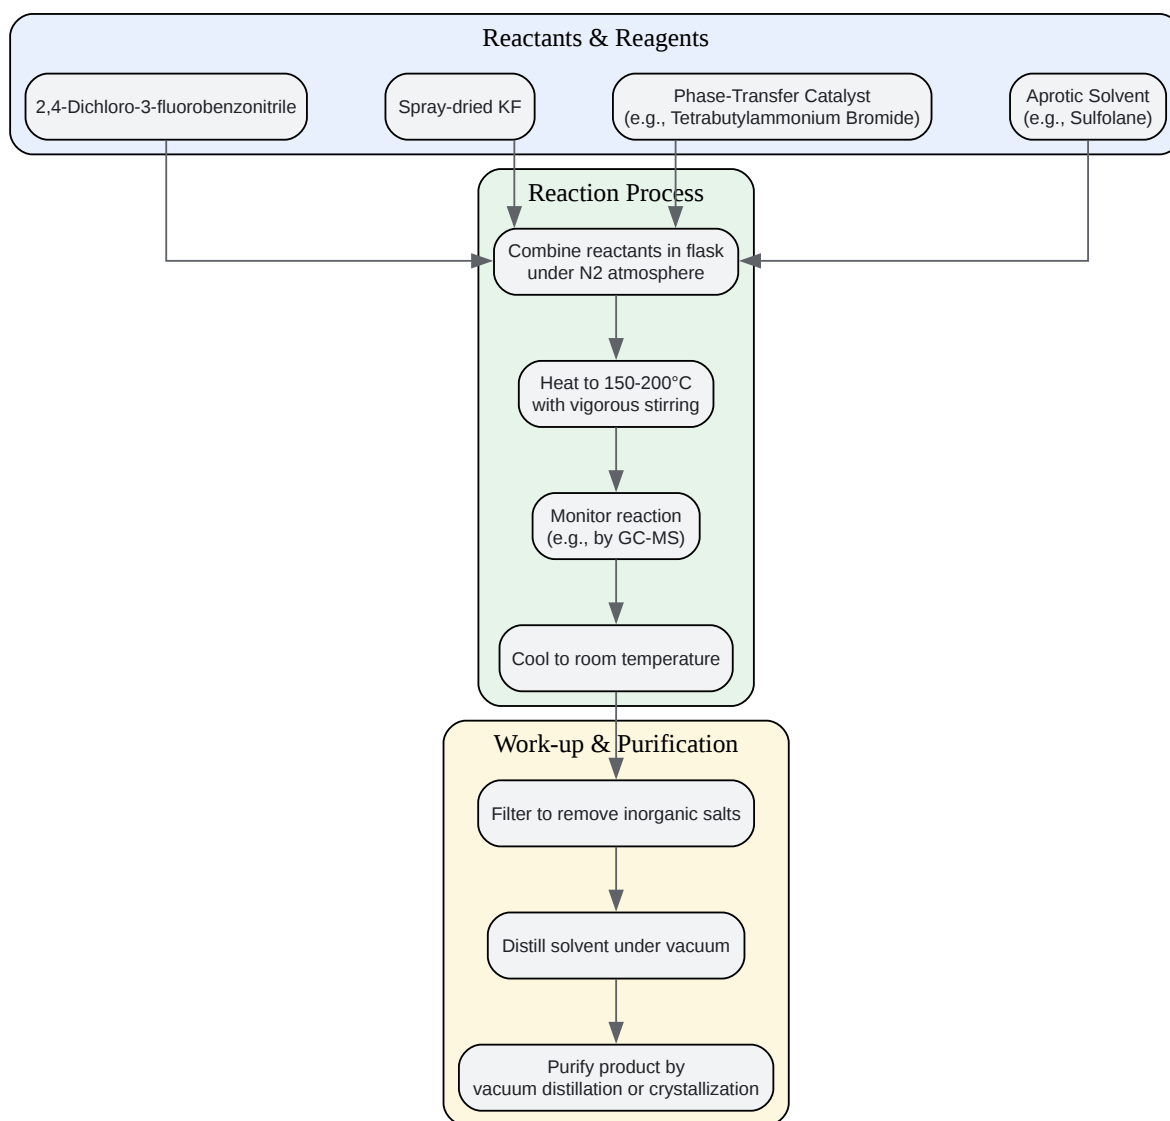 Reactants & Reagents
2,4-Dichloro-3-fluorobenzonitrile
Spray-dried KF
Phase-Transfer Catalyst
(e.g., Tetrabutylammonium Bromide)
Aprotic Solvent
(e.g., Sulfolane)
Reaction Process
Combine reactants in flask
under N2 atmosphere
Heat to 150-200°C
with vigorous stirring
Monitor reaction
(e.g., by GC-MS)
Cool to room temperature
Work-up & Purification
Filter to remove inorganic salts
Distill solvent under vacuum
Purify product by
vacuum distillation or crystallization